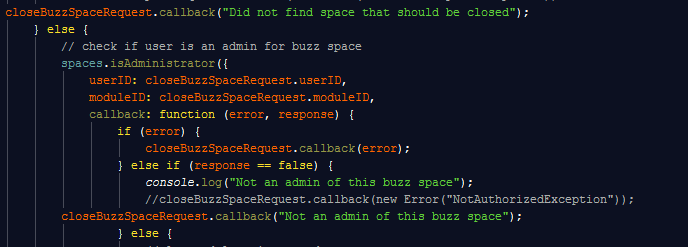 closeBuzzSpaceRequest.callback("Did not find space that should be closed");
} else {
// check if user is an admin for buzz space
spaces.isAdministrator({
userID: closeBuzzSpaceRequest.userID,
moduleID: closeBuzzSpaceRequest.moduleID,
callback: function (error, response) {
if (error) {
closeBuzzSpaceRequest.callback(error);
} else if (response == false) {
console.log("Not an admin of this buzz space");
//closeBuzzSpaceRequest.callback(new Error("NotAuthorizedException"));
closeBuzzSpaceRequest.callback("Not an admin of this buzz space");
} else {